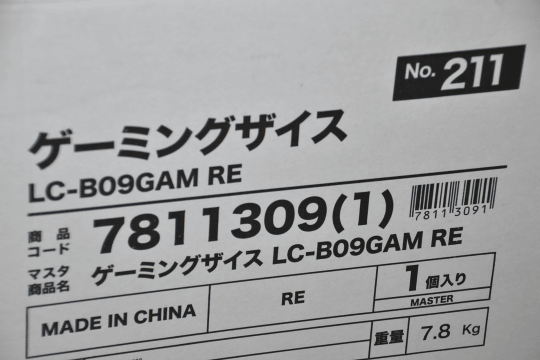 No. 211
ゲーミングザイス
LC-B09GAM RE
商品コード 7811309(1)
7811 3091
マスタ商品名 ゲーミングザイス LC-B09GAM RE
MADE IN CHINA RE 1個入り
MASTER
重量 7.8 Kg